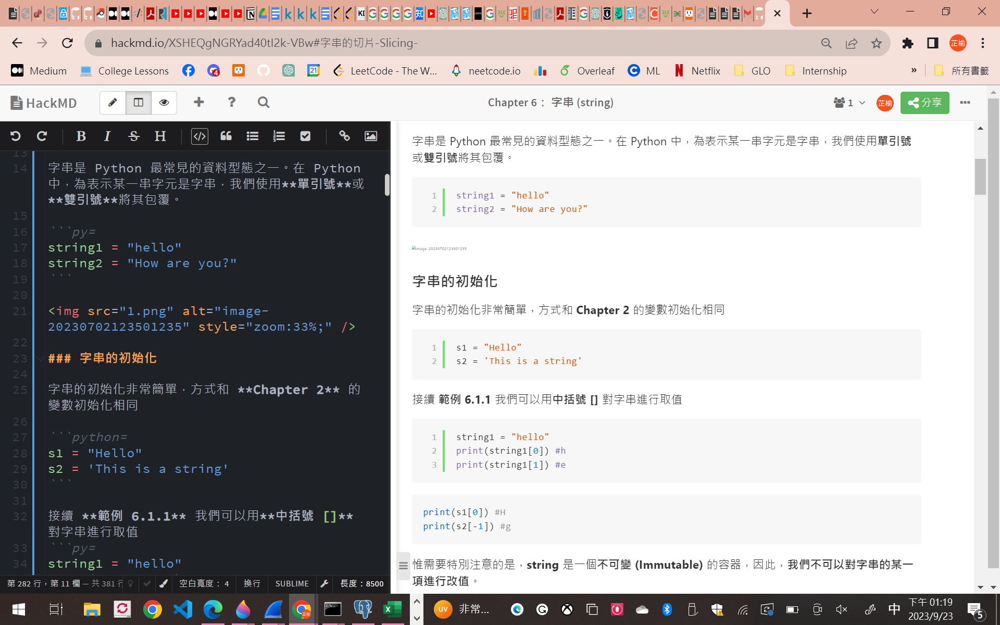 hackmd.io/XSHEQgNGRYad40tI2k-VBw#字串的切片-Slicing-
芷榆
Medium
College Lessons
LeetCode - The W...
neetcode.io
Overleaf
ML
Netflix
GLO
Internship
»
所有書籤
HackMD
Chapter 6： 字串 (string)
1
芷榆
分享
13
14 字串是 Python 最常見的資料型態之一。在 Python
中，為表示某一串字元是字串，我們使用**單引號**或
**雙引號**將其包覆。
15
16 ```py=
17 string1 = "hello"
18 string2 = "How are you?"
19 ```
20
21 <img src="1.png" alt="image-
20230702123501235" style="zoom:33%;" />
22
23 ### 字串的初始化
24
25 字串的初始化非常簡單，方式和 **Chapter 2** 的
變數初始化相同
26
27 ```python=
28 s1 = "Hello"
29 s2 = 'This is a string'
30 ```
31
32 接續 **範例 6.1.1** 我們可以用**中括號 []**
對字串進行取值
33 ```py=
34 string1 = "hello"
第 282 行，第 11 欄 — 共 381 行
空白寬度： 4
換行
SUBLIME
長度：8500
字串是 Python 最常見的資料型態之一。在 Python 中，為表示某一串字元是字串，我們使用單引號
或雙引號將其包覆。
1 string1 = "hello"
2 string2 = "How are you?"
image-20230702123501235
字串的初始化
字串的初始化非常簡單，方式和 Chapter 2 的變數初始化相同
1 s1 = "Hello"
2 s2 = 'This is a string'
接續 範例 6.1.1 我們可以用中括號 [] 對字串進行取值
1 string1 = "hello"
2 print(string1[0]) #h
3 print(string1[1]) #e
print(s1[0]) #H
print(s2[-1]) #g
惟需要特別注意的是，string 是一個不可變 (Immutable) 的容器，因此，我們不可以對字串的某一
項進行改值。
UV
非常...
中
下午 01:19
2023/9/23
5